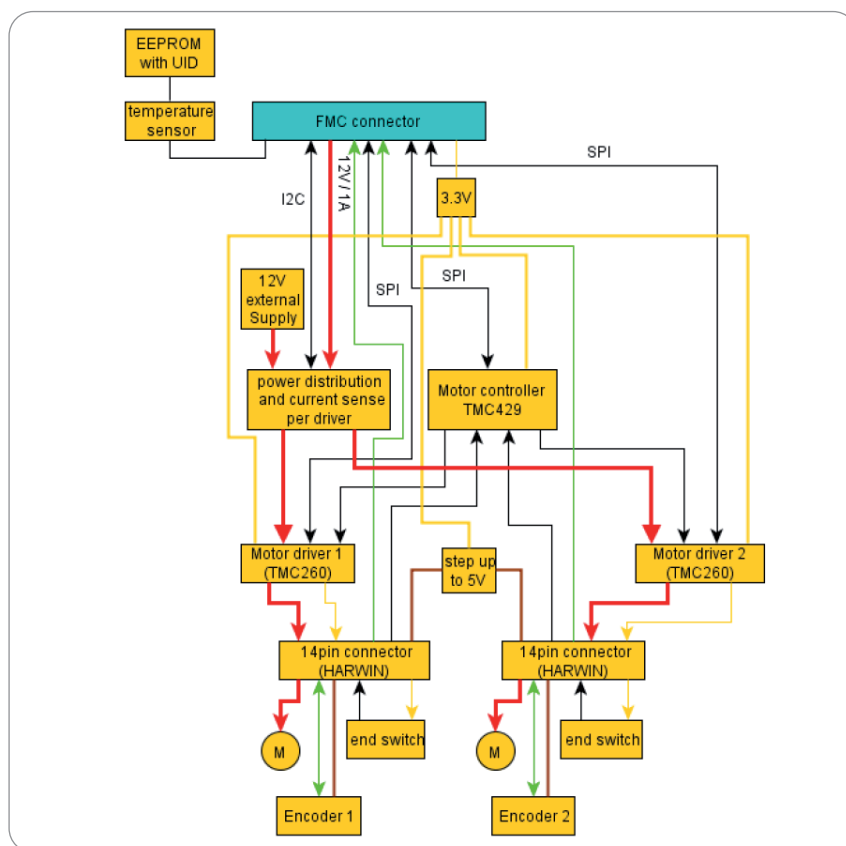 EEPROM
with UID
temperature
sensor
FMC connector
SPI
12V / 1A
I2C
3.3V
SPI
SPI
12V
external
Supply
power distribution
and current sense
per driver
Motor controller
TMC429
Motor driver 1
(TMC260)
step up
to 5V
Motor driver 2
(TMC260)
14pin connector
(HARWIN)
14pin connector
(HARWIN)
M
end switch
M
end switch
Encoder 1
Encoder 2